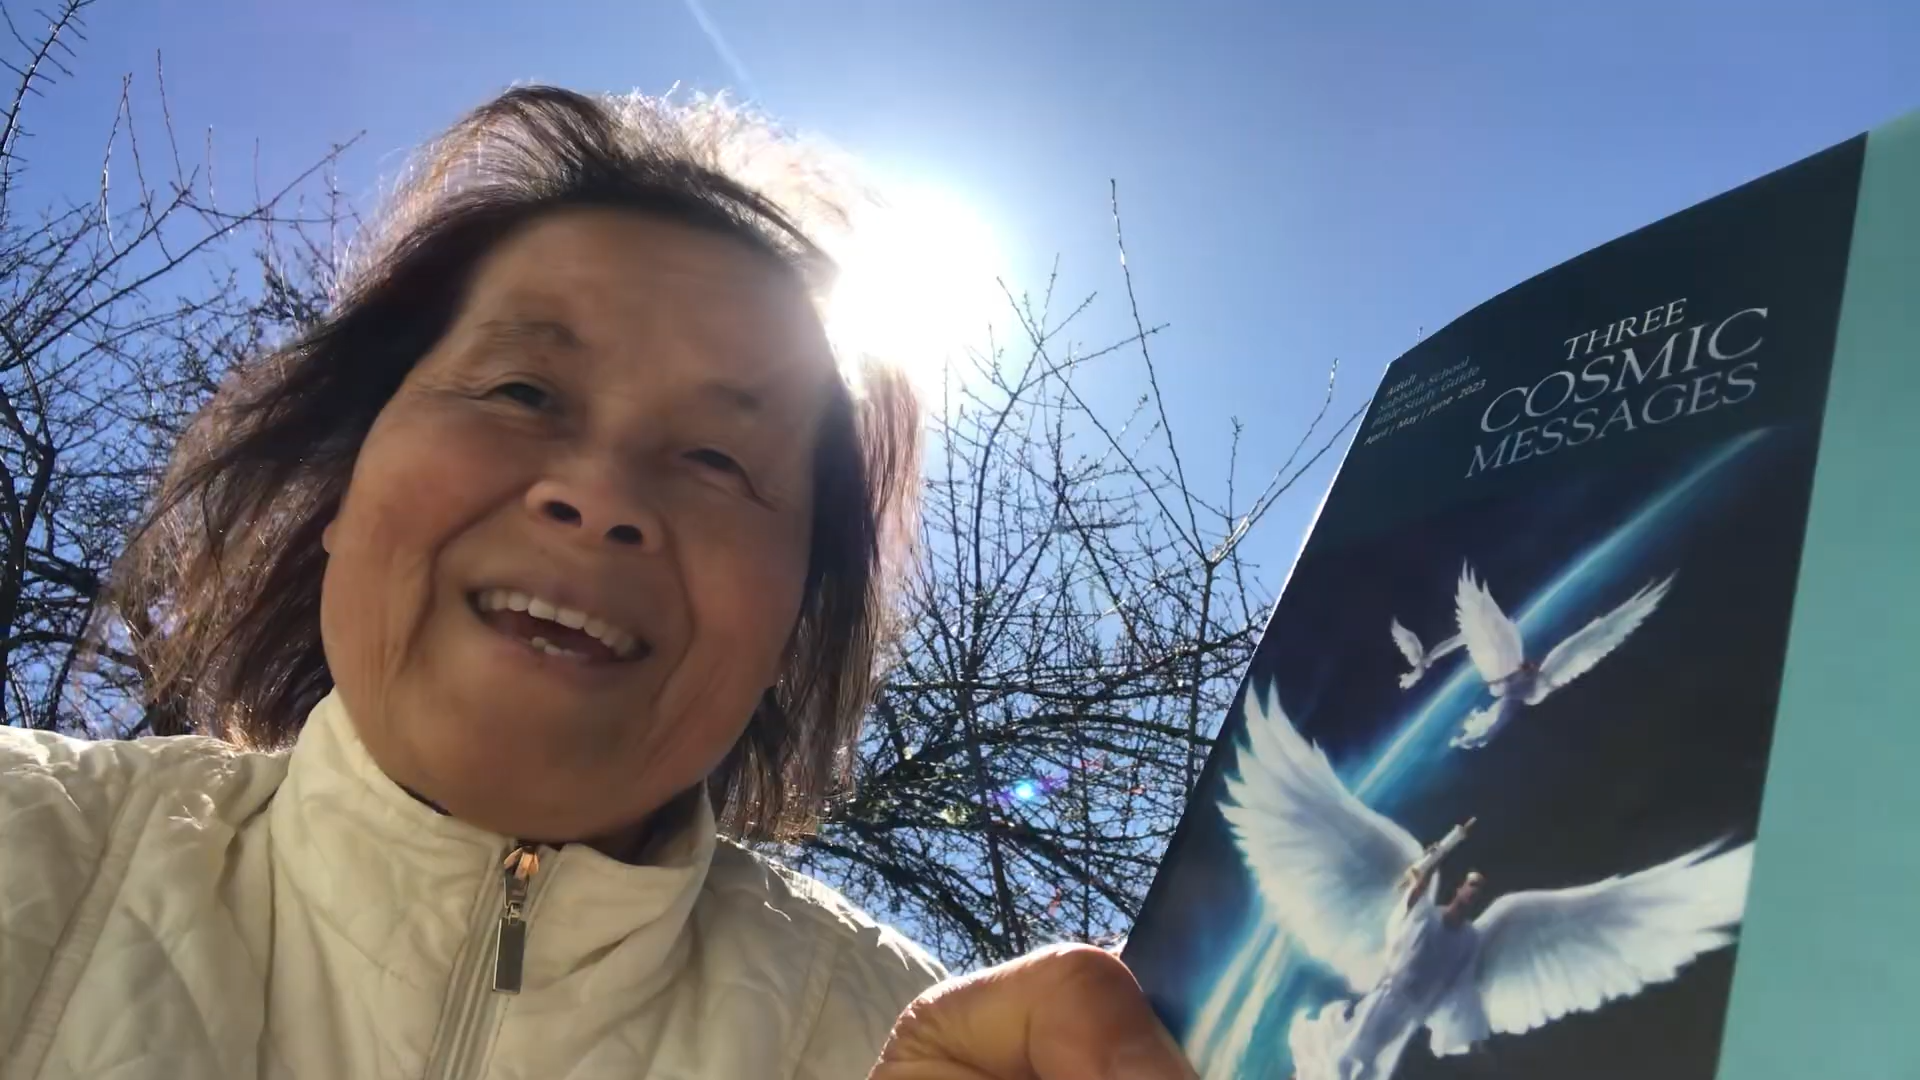 THREE
COSMIC
MESSAGES
Adult
Sabbath School
Bible Study Guide
April | May | June 2023